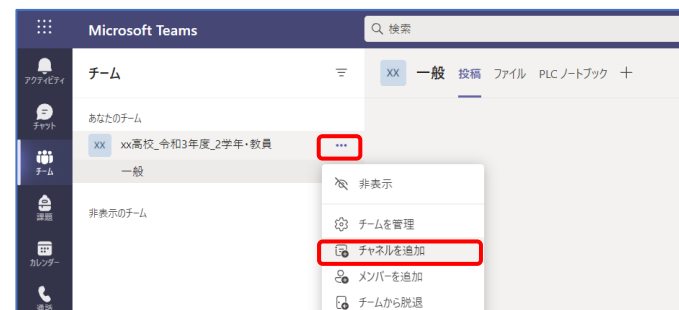 Microsoft Teams
検索
アクティビティ
チーム
XX 一般 投稿 ファイル PLC ノートブック
チャット
あなたのチーム
XX xx高校_令和3年度_2学年・教員 …
チーム
一般
非表示
課題
非表示のチーム
チームを管理
チャネルを追加
カレンダー
メンバーを追加
通話
チームから脱退